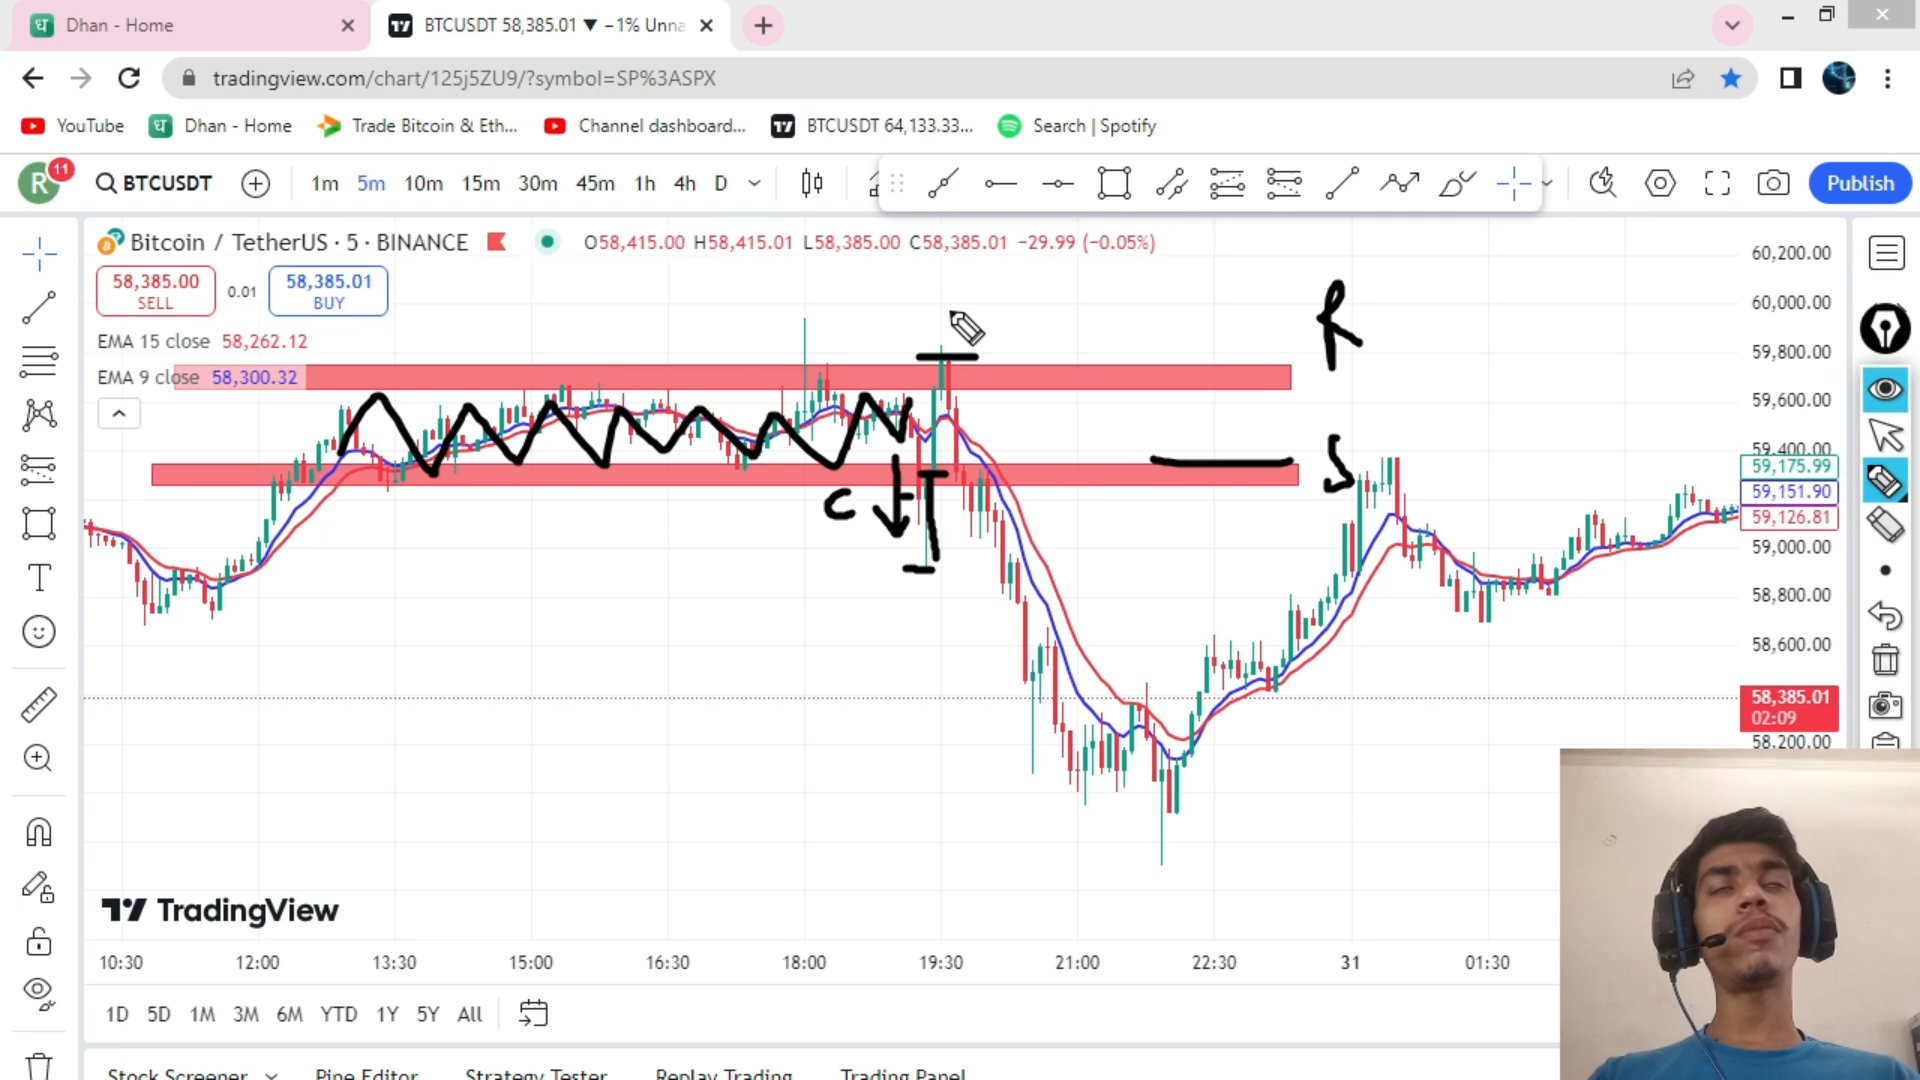 Dhan - Home
BTCUSDT 58,385.01 ▼ −1% Unna
tradingview.com/chart/125j5ZU9/?symbol=SP%3ASPX
YouTube Dhan - Home Trade Bitcoin & Eth... Channel dashboard... BTCUSDT 64,133.33... Search | Spotify
R 11 BTCUSDT 1m 5m 10m 15m 30m 45m 1h 4h D Publish
Bitcoin / TetherUS · 5 · BINANCE O58,415.00 H58,415.01 L58,385.00 C58,385.01 −29.99 (−0.05%)
58,385.00 SELL 0.01 58,385.01 BUY
EMA 15 close 58,262.12
EMA 9 close 58,300.32
R
S
C
60,200.00
60,000.00
59,800.00
59,600.00
59,400.00
59,175.99
59,151.90
59,126.81
59,000.00
58,800.00
58,600.00
58,385.01
02:09
58,200.00
TradingView
10:30 12:00 13:30 15:00 16:30 18:00 19:30 21:00 22:30 31 01:30
1D 5D 1M 3M 6M YTD 1Y 5Y All
Stock Screener Pine Editor Strategy Tester Replay Trading Trading Panel